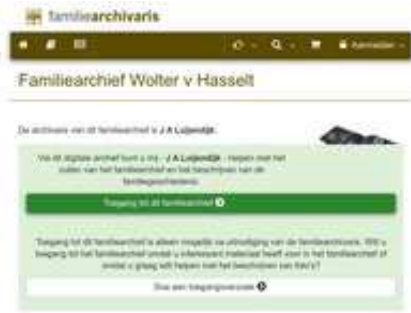 familiearchivaris
Aanmelden
Familiearchief Wolter v Hasselt
De archivaris van dit familiearchief is J A Luijendijk.
Via dit digitale archief kunt u mij - J A Luijendijk - helpen met het
vullen van het familiearchief en het beschrijven van de
familiegeschiedenis.
Toegang tot dit familiearchief
Toegang tot dit familiearchief is alleen mogelijk na uitnodiging van de familiearchivaris. Wilt u
toegang tot het familiearchief omdat u interessant materiaal heeft voor in het familiearchief of
omdat u graag wilt helpen met het beschrijven van foto's?
Doe een toegangsverzoek